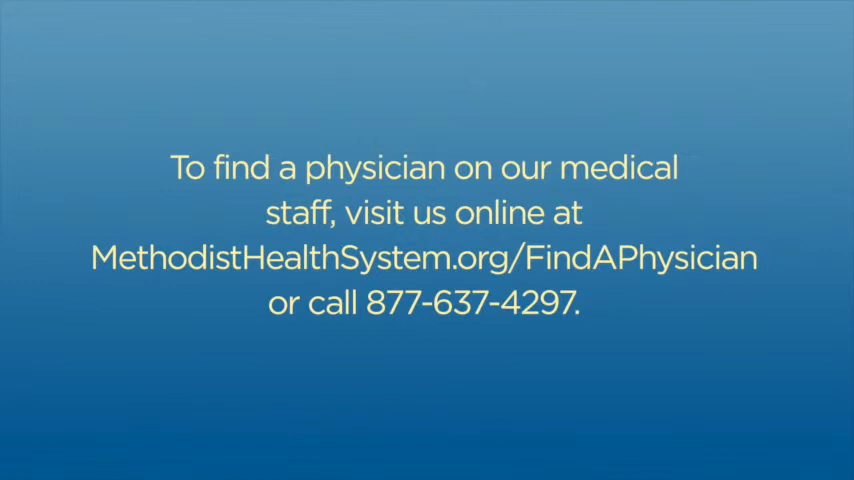 To find a physician on our medical
staff, visit us online at
MethodistHealthSystem.org/FindAPhysician
or call 877-637-4297.